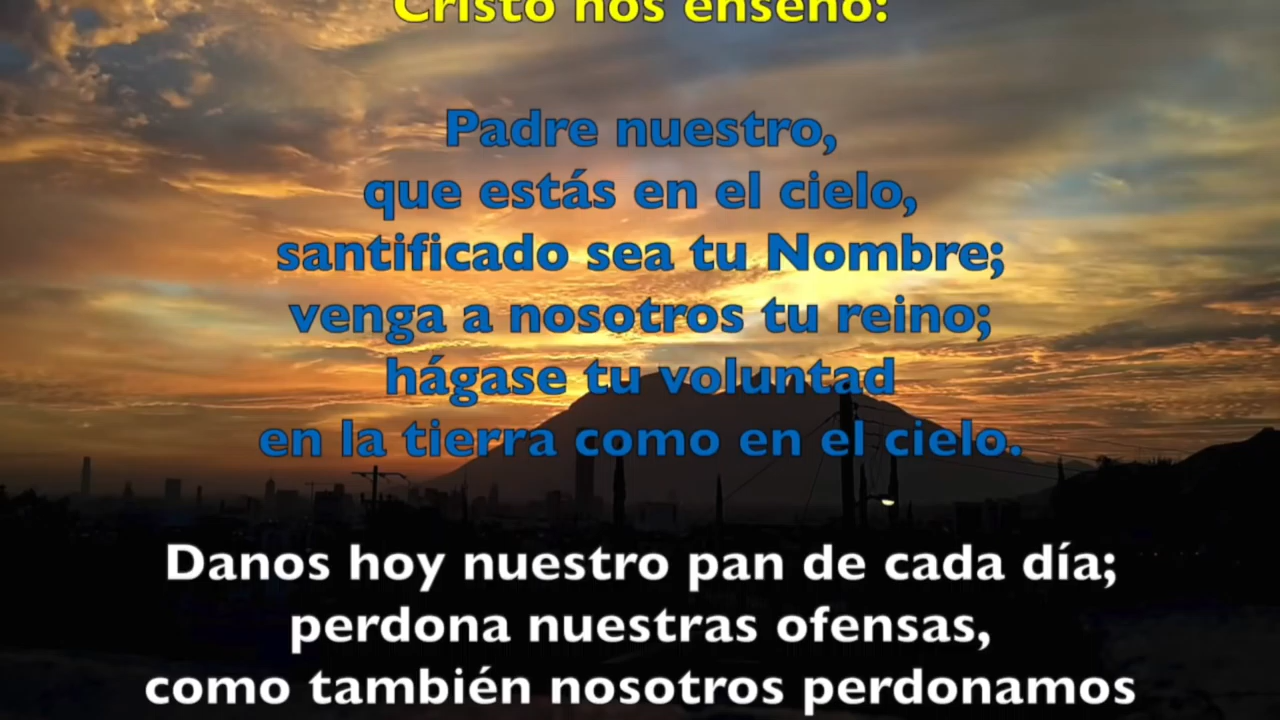 Cristo nos enseñó:
Padre nuestro,
que estás en el cielo,
santificado sea tu Nombre;
venga a nosotros tu reino;
hágase tu voluntad
en la tierra como en el cielo.
Danos hoy nuestro pan de cada día;
perdona nuestras ofensas,
como también nosotros perdonamos